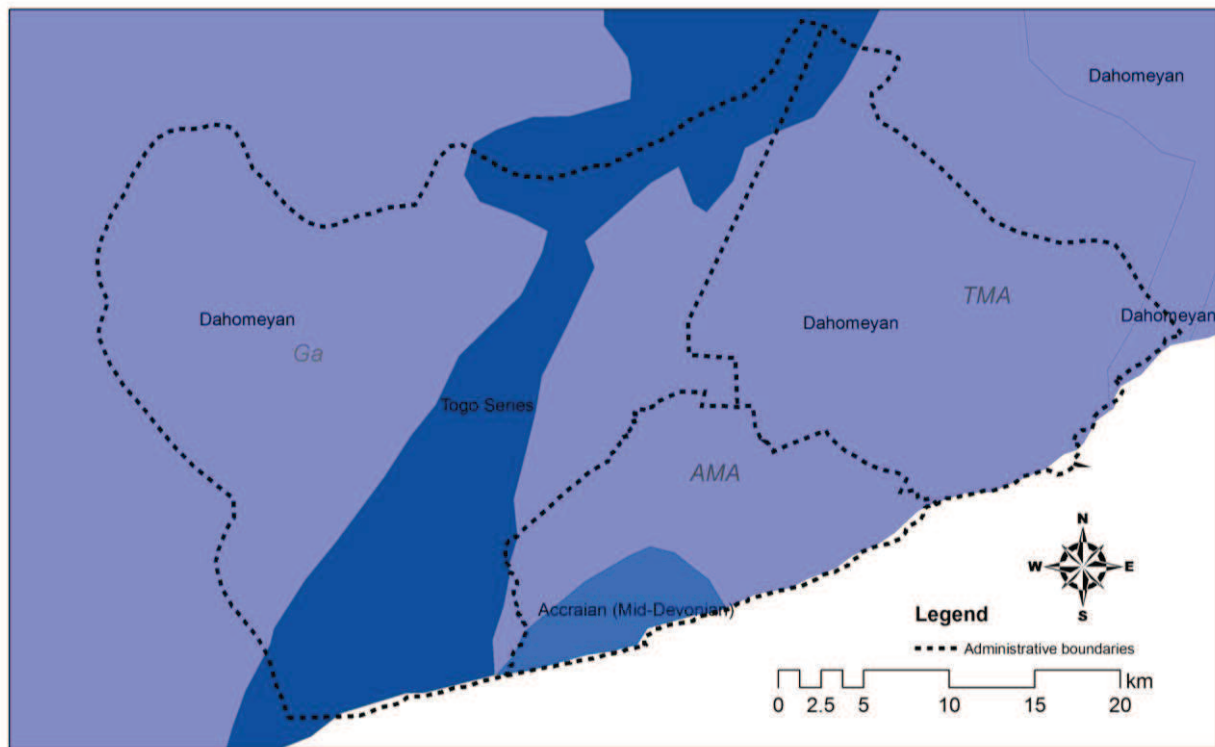 Dahomeyan
TMA
Dahomeyan
Dahomeyan
Dahomeyan
Ga
Togo Series
AMA
Accraian (Mid-Devonian)
N
W E
S
Legend
Administrative boundaries
km
0 2.5 5 10 15 20